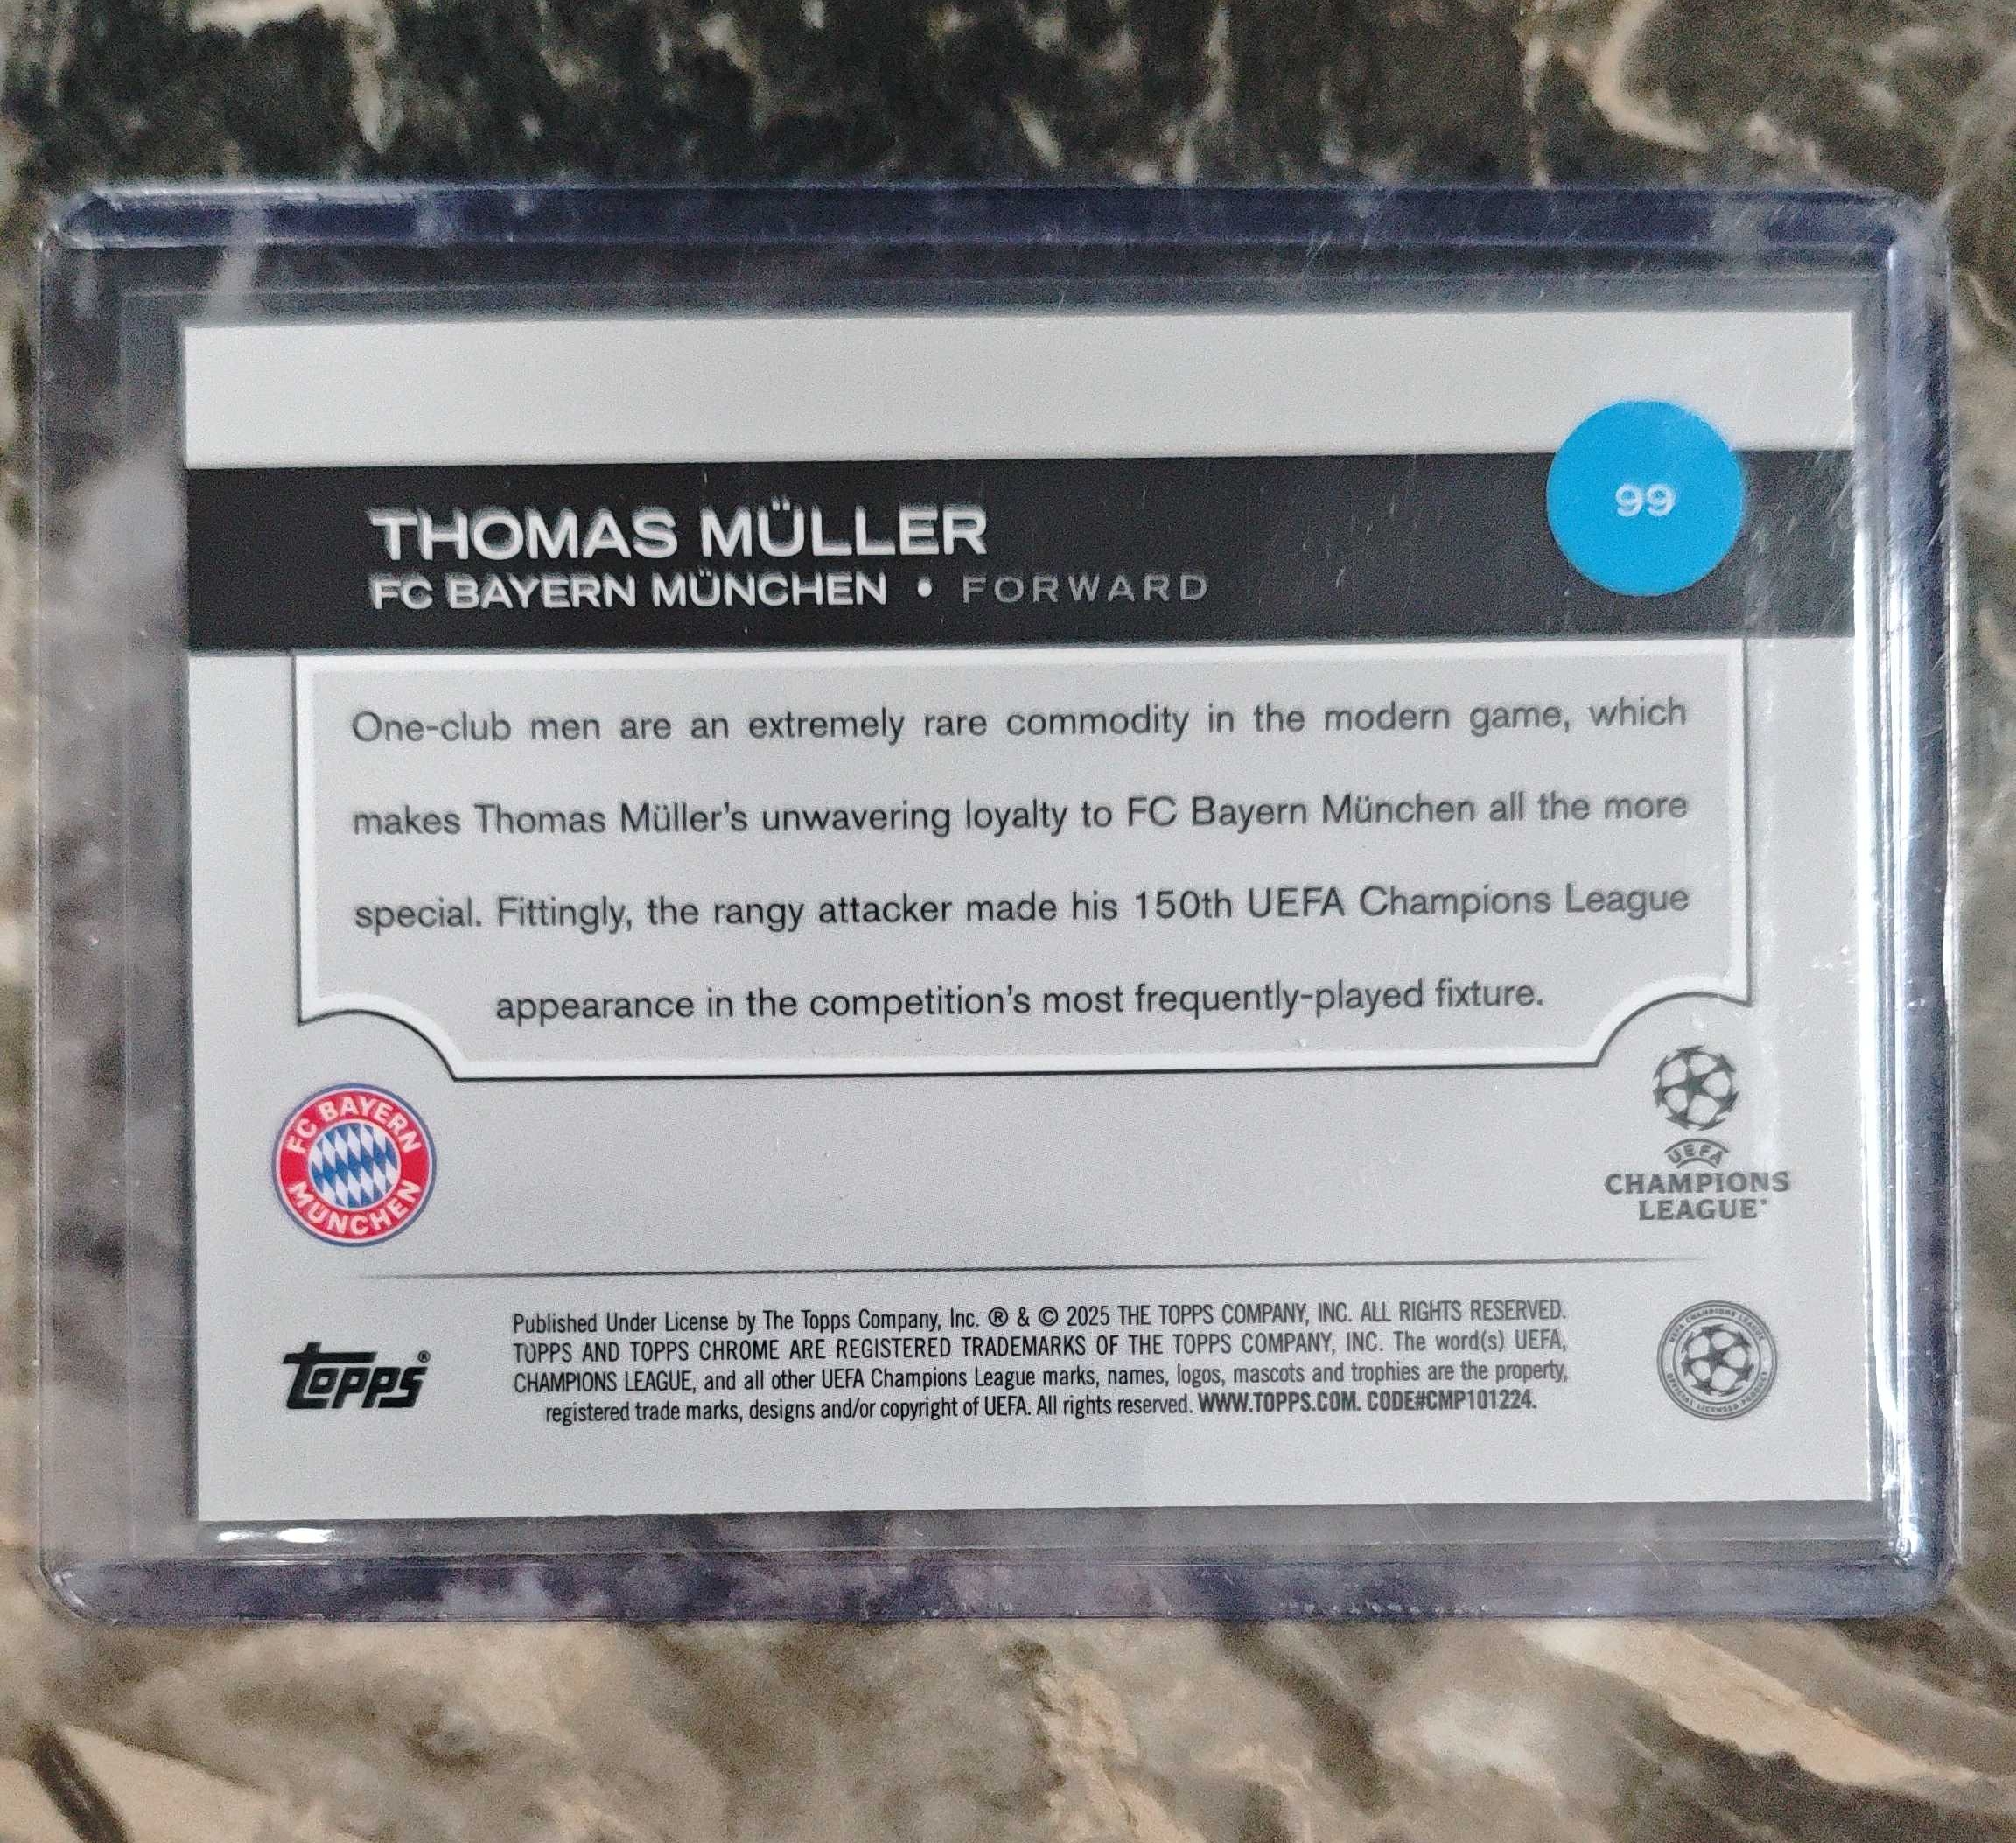 99
THOMAS MÜLLER
FC BAYERN MÜNCHEN • FORWARD
One-club men are an extremely rare commodity in the modern game, which
makes Thomas Müller's unwavering loyalty to FC Bayern München all the more
special. Fittingly, the rangy attacker made his 150th UEFA Champions League
appearance in the competition's most frequently-played fixture.
FC BAYERN
MÜNCHEN
UEFA
CHAMPIONS
LEAGUE®
topps®
Published Under License by The Topps Company, Inc. ® & © 2025 THE TOPPS COMPANY, INC. ALL RIGHTS RESERVED.
TOPPS AND TOPPS CHROME ARE REGISTERED TRADEMARKS OF THE TOPPS COMPANY, INC. The word(s) UEFA,
CHAMPIONS LEAGUE, and all other UEFA Champions League marks, names, logos, mascots and trophies are the property,
registered trade marks, designs and/or copyright of UEFA. All rights reserved. WWW.TOPPS.COM. CODE#CMP101224.
UEFA CHAMPIONS LEAGUE
OFFICIAL LICENSED PRODUCT